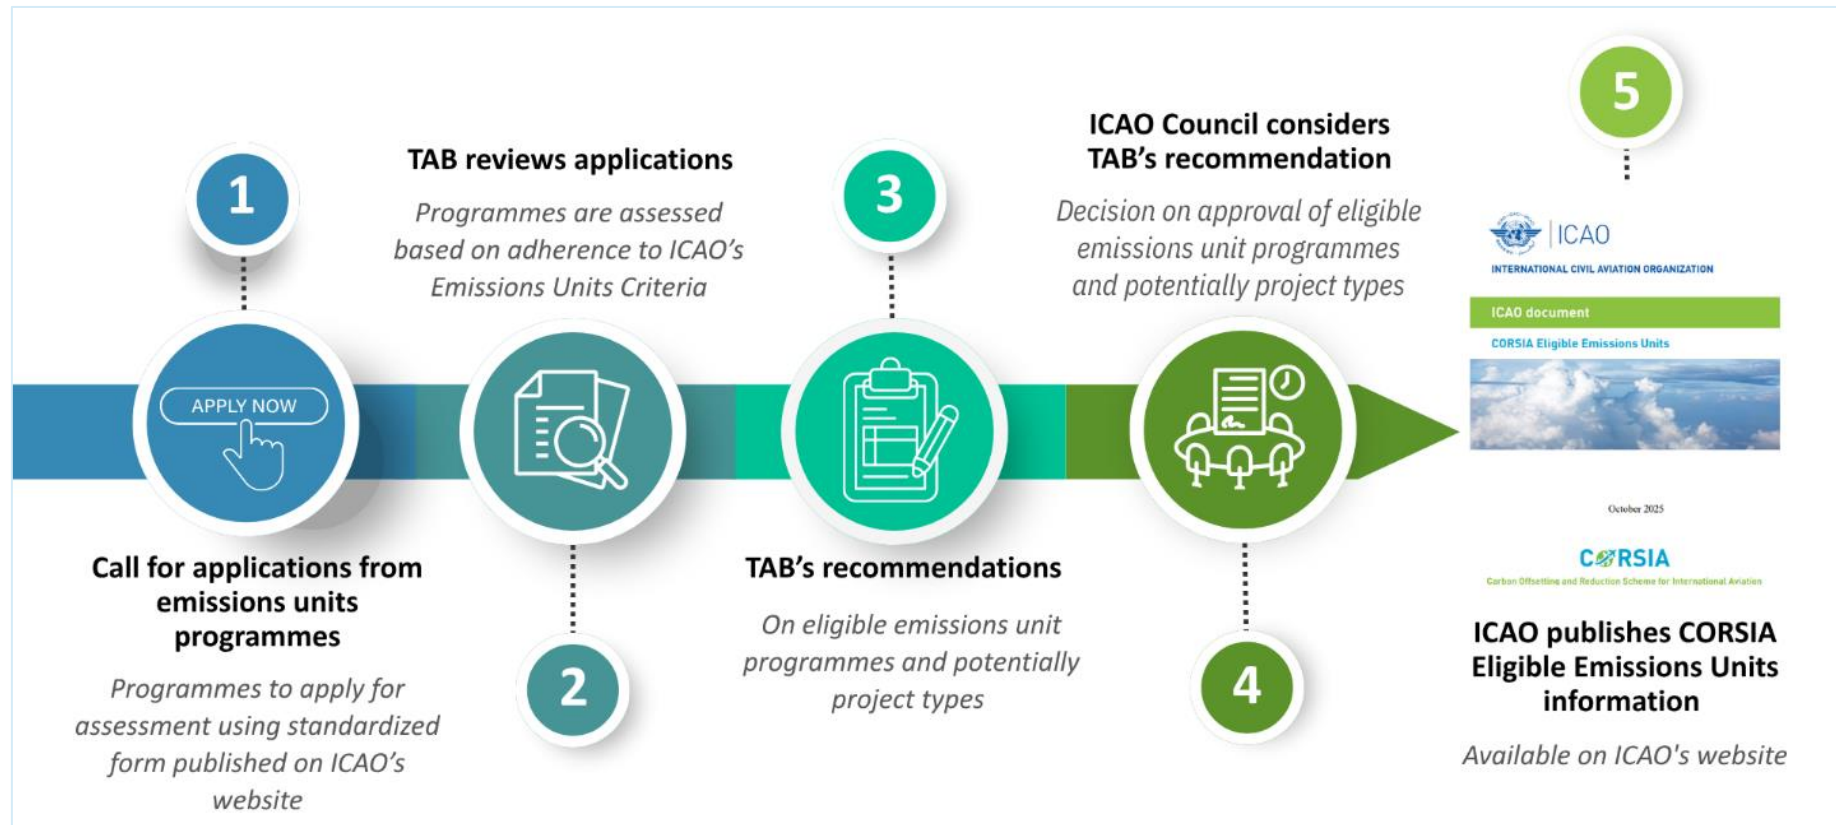 1
APPLY NOW
Call for applications from
emissions units
programmes
Programmes to apply for
assessment using standardized
form published on ICAO's
website
TAB reviews applications
Programmes are assessed
based on adherence to ICAO's
Emissions Units Criteria
2
3
TAB's recommendations
On eligible emissions unit
programmes and potentially
project types
ICAO Council considers
TAB's recommendation
Decision on approval of eligible
emissions unit programmes
and potentially project types
4
5
ICAO
INTERNATIONAL CIVIL AVIATION ORGANIZATION
ICAO document
CORSIA Eligible Emissions Units
October 2025
CORSIA
Carbon Offsetting and Reduction Scheme for International Aviation
ICAO publishes CORSIA
Eligible Emissions Units
information
Available on ICAO's website